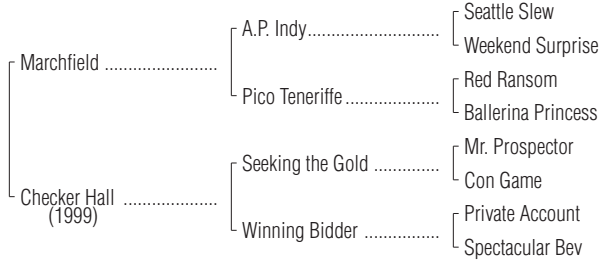 Seattle Slew
A.P. Indy..............................
Weekend Surprise
Marchfield .........................
Red Ransom
Pico Teneriffe.....................
Ballerina Princess
Mr. Prospector
Seeking the Gold ...............
Con Game
Checker Hall .....................
(1999)
Private Account
Winning Bidder .................
Spectacular Bev